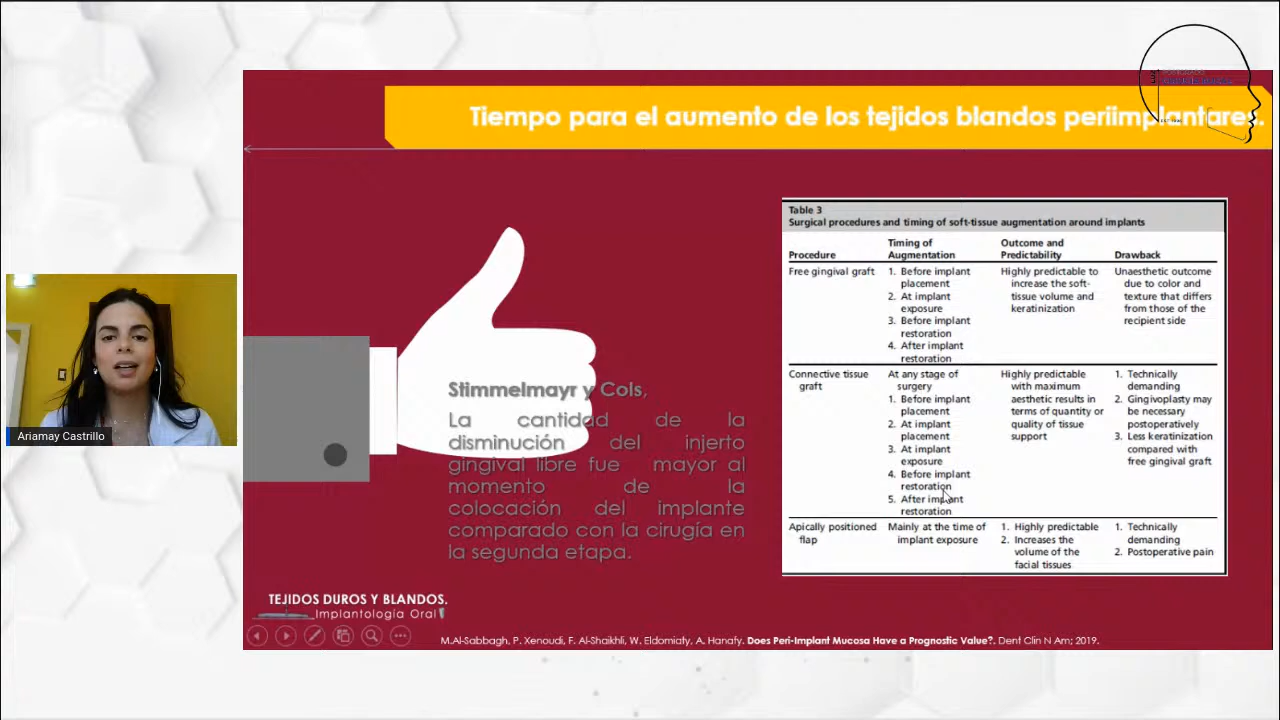 Tiempo para el aumento de los tejidos blandos periimplantares.
Ariamay Castrillo
Stimmelmayr y Cols,
La cantidad de la
disminución del injerto
gingival libre fue mayor al
momento de la
colocación del implante
comparado con la cirugía en
la segunda etapa.
Table 3
Surgical procedures and timing of soft-tissue augmentation around implants
Procedure
Timing of
Augmentation
Outcome and
Predictability
Drawback
Free gingival graft
1. Before implant
placement
2. At implant
exposure
3. Before implant
restoration
4. After implant
restoration
Highly predictable to
increase the soft-
tissue volume and
keratinization
Unaesthetic outcome
due to color and
texture that differs
from those of the
recipient side
Connective tissue
graft
At any stage of
surgery
1. Before implant
placement
2. At implant
placement
3. At implant
exposure
4. Before implant
restoration
5. After implant
restoration
Highly predictable
with maximum
aesthetic results in
terms of quantity or
quality of tissue
support
1. Technically
demanding
2. Gingivoplasty may
be necessary
postoperatively
3. Less keratinization
compared with
free gingival graft
Apically positioned
flap
Mainly at the time of
implant exposure
1. Highly predictable
2. Increases the
volume of the
facial tissues
1. Technically
demanding
2. Postoperative pain
TEJIDOS DUROS Y BLANDOS.
Implantología Oral
M.Al-Sabbagh, P. Xenoudi, F. Al-Shaikhli, W. Eldomiaty, A. Hanafy. Does Peri-Implant Mucosa Have a Prognostic Value?. Dent Clin N Am; 2019.